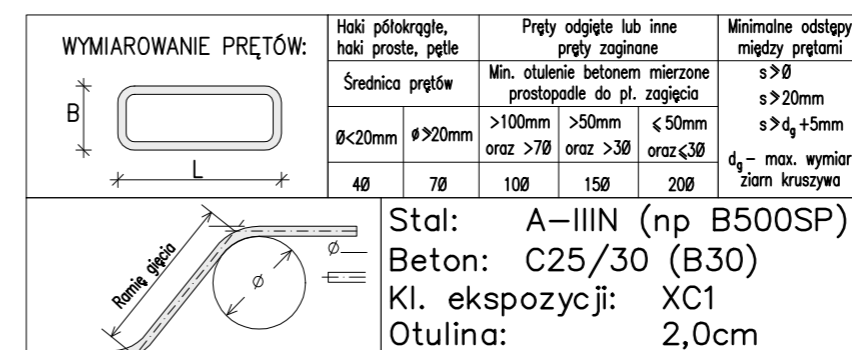 WYMIAROWANIE PRĘTÓW:
B
L
Haki półokrągłe,
haki proste, pętle
Średnica prętów
Ø<20mm
ø⩾20mm
4Ø
7Ø
Pręty odgięte lub inne
pręty zaginane
Min. otulenie betonem mierzone
prostopadle do pł. zagięcia
>100mm
oraz >7Ø
>50mm
oraz >3Ø
⩽50mm
oraz⩽3Ø
10Ø
15Ø
20Ø
Minimalne odstępy
między prętami
s⩾Ø
s⩾20mm
s⩾dg+5mm
dg– max. wymiar
ziarn kruszywa
Ramię gięcia
Ø
Ø
Stal: A–IIIN (np B500SP)
Beton: C25/30 (B30)
Kl. ekspozycji: XC1
Otulina: 2,0cm